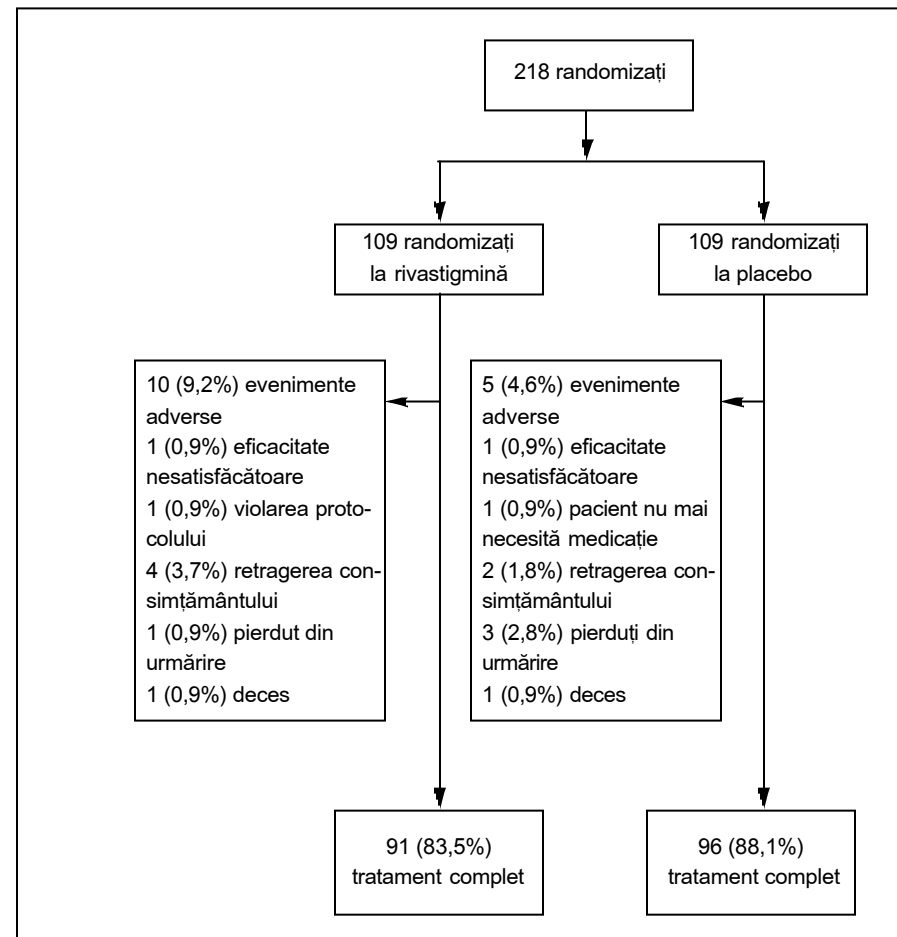 218 randomizați
109 randomizați
la rivastigmină
109 randomizați
la placebo
10 (9,2%) evenimente
adverse
1 (0,9%) eficacitate
nesatisfăcătoare
1 (0,9%) violarea proto-
colului
4 (3,7%) retragerea con-
simțământului
1 (0,9%) pierdut din
urmărire
1 (0,9%) deces
5 (4,6%) evenimente
adverse
1 (0,9%) eficacitate
nesatisfăcătoare
1 (0,9%) pacient nu mai
necesită medicație
2 (1,8%) retragerea con-
simțământului
3 (2,8%) pierduți din
urmărire
1 (0,9%) deces
91 (83,5%)
tratament complet
96 (88,1%)
tratament complet